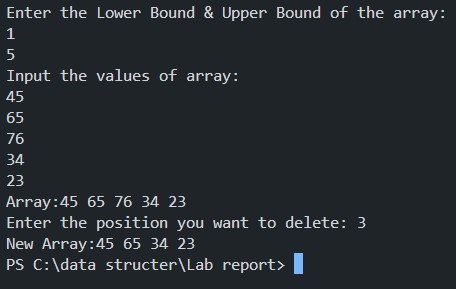 Enter the Lower Bound & Upper Bound of the array:
1
5
Input the values of array:
45
65
76
34
23
Array:45 65 76 34 23
Enter the position you want to delete: 3
New Array:45 65 34 23
PS C:\data structer\Lab report>